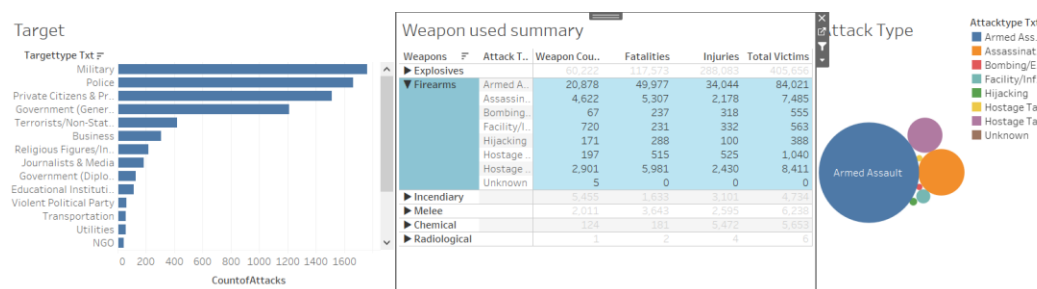 Target
Targettype Txt
Military
Police
Private Citizens & Pr..
Government (Gener..
Terrorists/Non-Stat..
Business
Religious Figures/In..
Journalists & Media
Government (Diplo..
Educational Instituti..
Violent Political Party
Transportation
Utilities
NGO
0 200 400 600 800 1000 1200 1400 1600
CountofAttacks
Weapon used summary
Weapons Attack T.. Weapon Cou.. Fatalities Injuries Total Victims
Explosives 60,222 117,573 288,083 405,656
Firearms Armed A.. 20,878 49,977 34,044 84,021
Assassin.. 4,622 5,307 2,178 7,485
Bombing.. 67 237 318 555
Facility/I.. 720 231 332 563
Hijacking 171 288 100 388
Hostage .. 197 515 525 1,040
Hostage .. 2,901 5,981 2,430 8,411
Unknown 5 0 0 0
Incendiary 5,455 1,633 3,101 4,734
Melee 2,011 3,643 2,595 6,238
Chemical 124 181 5,472 5,653
Radiological 1 2 4 6
Attack Type
Armed Assault
Attacktype Txt
Armed Ass..
Assassinat
Bombing/E
Facility/Inf
Hijacking
Hostage Ta
Hostage Ta
Unknown